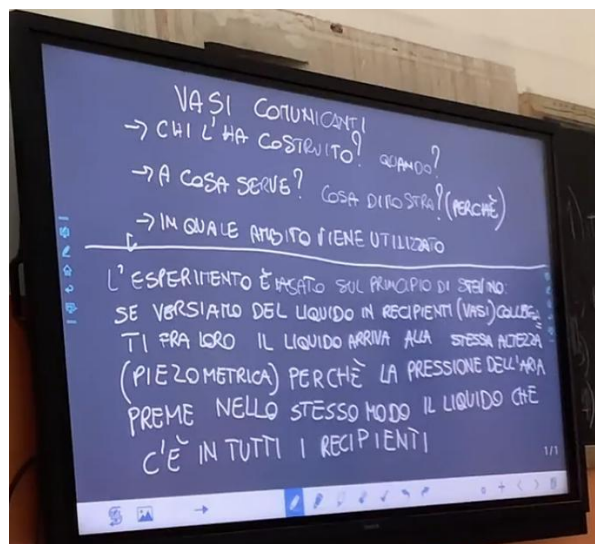 VASI COMUNICANTI
→ CHI L'HA COSTRUITO? QUANDO?
→ A COSA SERVE? COSA DIMOSTRA? (PERCHÈ)
→ IN QUALE AMBITO VIENE UTILIZZATO
L'ESPERIMENTO È BASATO SUL PRINCIPIO DI STEVINO:
SE VERSIAMO DEL LIQUIDO IN RECIPIENTI (VASI) COLLEGA
TI FRA LORO IL LIQUIDO ARRIVA ALLA STESSA ALTEZZA
(PIEZOMETRICA) PERCHÈ LA PRESSIONE DELL'ARIA
PREME NELLO STESSO MODO IL LIQUIDO CHE
C'È IN TUTTI I RECIPIENTI
1/1